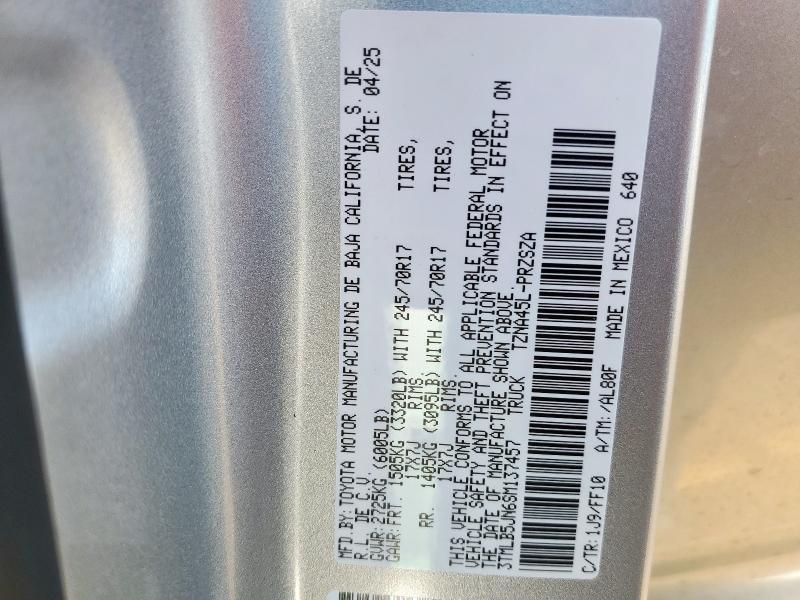 MFD.BY: TOYOTA MOTOR MANUFACTURING DE BAJA CALIFORNIA, S. DE
R.L. DE C.V. DATE: 04/25
GVWR: 2725KG (6005LB)
GAWR: FRT. 1505KG (3320LB) WITH 245/70R17 TIRES,
17X7J RIMS
RR. 1405KG (3095LB) WITH 245/70R17 TIRES,
17X7J RIMS.
THIS VEHICLE CONFORMS TO ALL APPLICABLE FEDERAL MOTOR
VEHICLE SAFETY AND THEFT PREVENTION STANDARDS IN EFFECT ON
THE DATE OF MANUFACTURE SHOWN ABOVE.
3TMLB5JN6SM137457 TRUCK TZNA45L-PRZSZA
C/TR: 1J9/FF10 A/TM: /AL80F MADE IN MEXICO 640